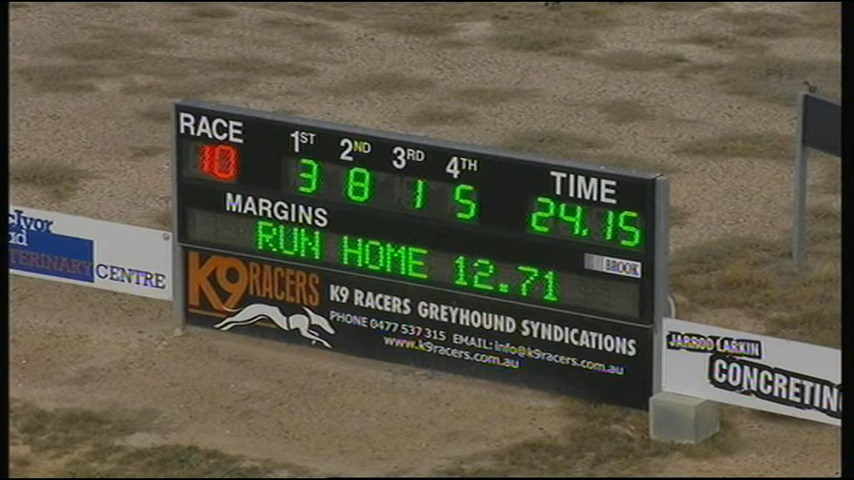 RACE 1ST 2ND 3RD 4TH TIME
10 3 8 1 5 24.15
MARGINS
RUN HOME 12.71
BROOK
K9 RACERS
K9 RACERS GREYHOUND SYNDICATIONS
PHONE 0477 537 315 EMAIL: info@k9racers.com.au
www.k9racers.com.au
CENTRE
JARROD LARKIN
CONCRETIN